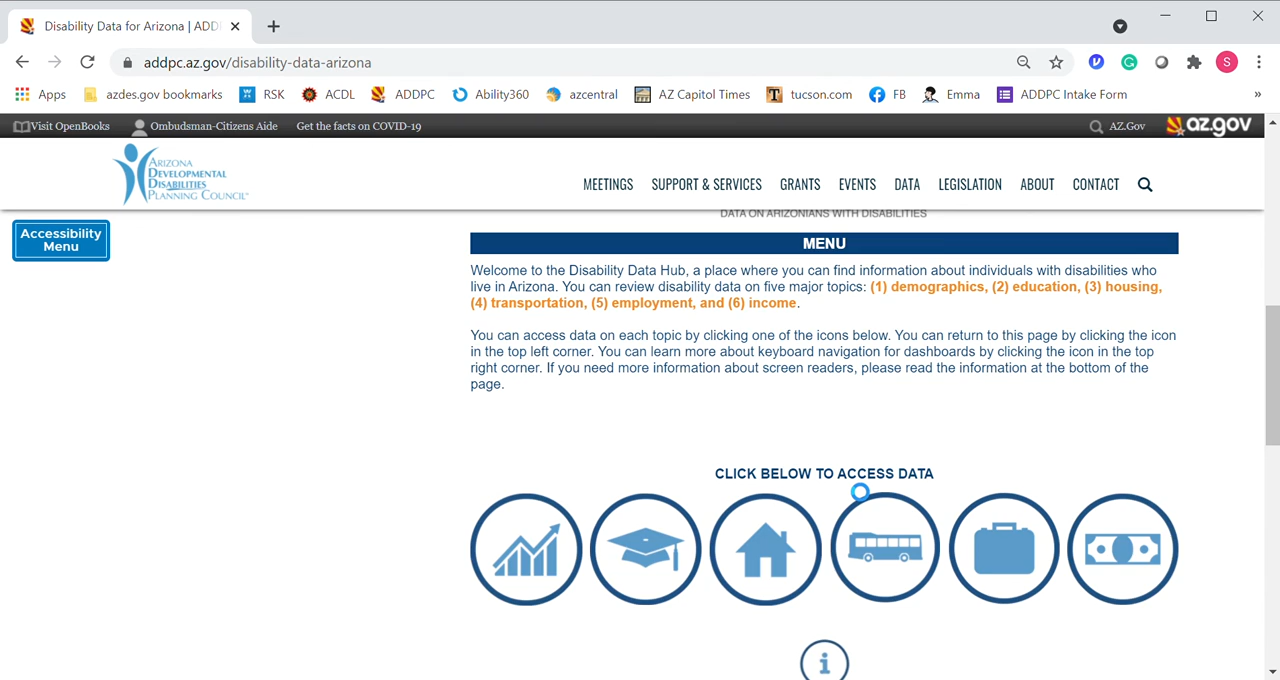 Disability Data for Arizona | ADD
addpc.az.gov/disability-data-arizona
S
Apps azdes.gov bookmarks RSK ACDL ADDPC Ability360 azcentral AZ Capitol Times tucson.com FB Emma ADDPC Intake Form »
Visit OpenBooks Ombudsman-Citizens Aide Get the facts on COVID-19 AZ.Gov az.gov
ARIZONA
DEVELOPMENTAL
DISABILITIES
PLANNING COUNCIL
MEETINGS SUPPORT & SERVICES GRANTS EVENTS DATA LEGISLATION ABOUT CONTACT
DATA ON ARIZONIANS WITH DISABILITIES
Accessibility
Menu
MENU
Welcome to the Disability Data Hub, a place where you can find information about individuals with disabilities who
live in Arizona. You can review disability data on five major topics: (1) demographics, (2) education, (3) housing,
(4) transportation, (5) employment, and (6) income.
You can access data on each topic by clicking one of the icons below. You can return to this page by clicking the icon
in the top left corner. You can learn more about keyboard navigation for dashboards by clicking the icon in the top
right corner. If you need more information about screen readers, please read the information at the bottom of the
page.
CLICK BELOW TO ACCESS DATA
i